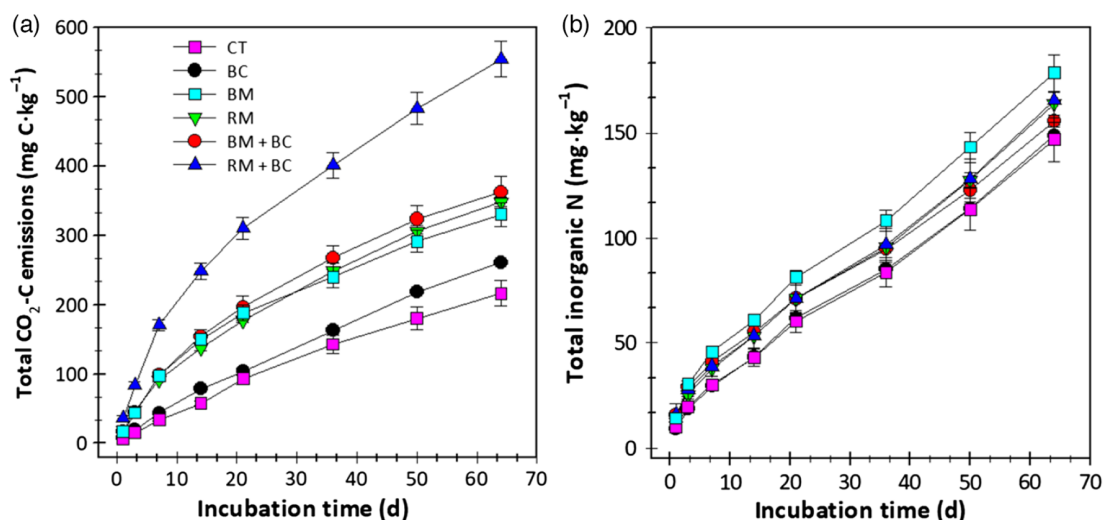 (a)
Total CO₂-C emissions (mg C·kg⁻¹)
600
500
400
300
200
100
0
CT
BC
BM
RM
BM + BC
RM + BC
0 10 20 30 40 50 60 70
Incubation time (d)
(b)
Total inorganic N (mg·kg⁻¹)
200
150
100
50
0
0 10 20 30 40 50 60 70
Incubation time (d)